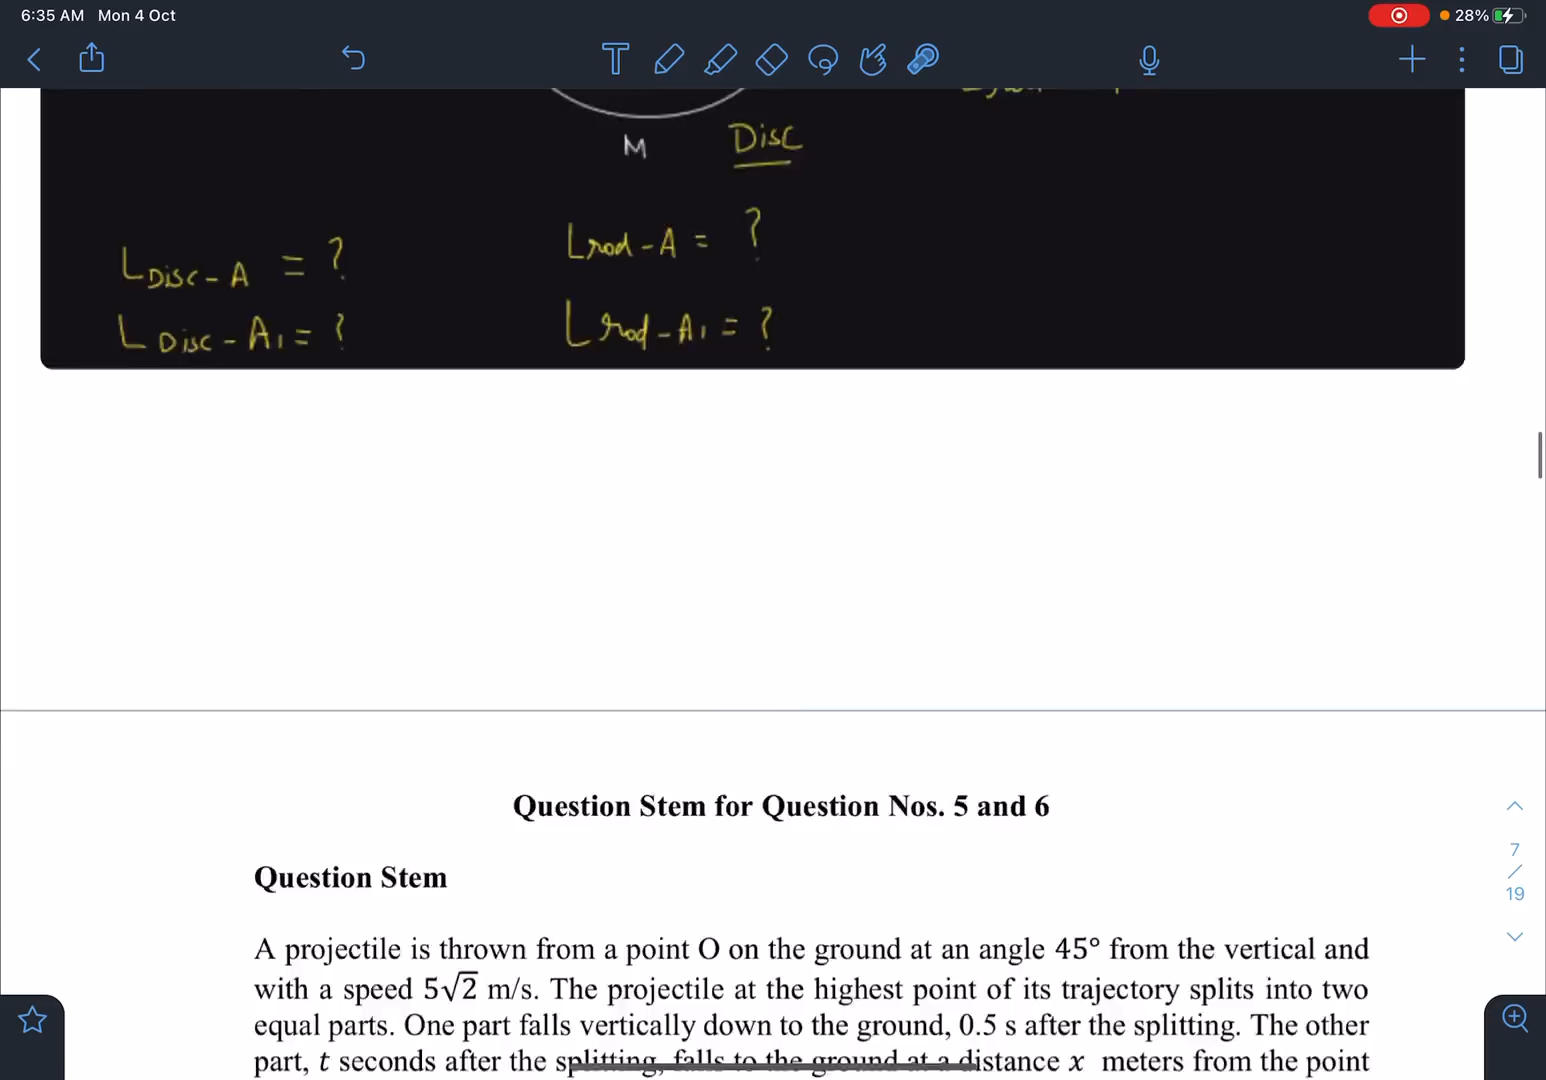 6:35 AM Mon 4 Oct
28%
M
Disc
L Disc - A = ?
L rod - A = ?
L Disc - A1 = ?
L rod - A1 = ?
Question Stem for Question Nos. 5 and 6
7
/
19
Question Stem
A projectile is thrown from a point O on the ground at an angle 45° from the vertical and
with a speed 5√2 m/s. The projectile at the highest point of its trajectory splits into two
equal parts. One part falls vertically down to the ground, 0.5 s after the splitting. The other
part, t seconds after the splitting, falls to the ground at a distance x meters from the point